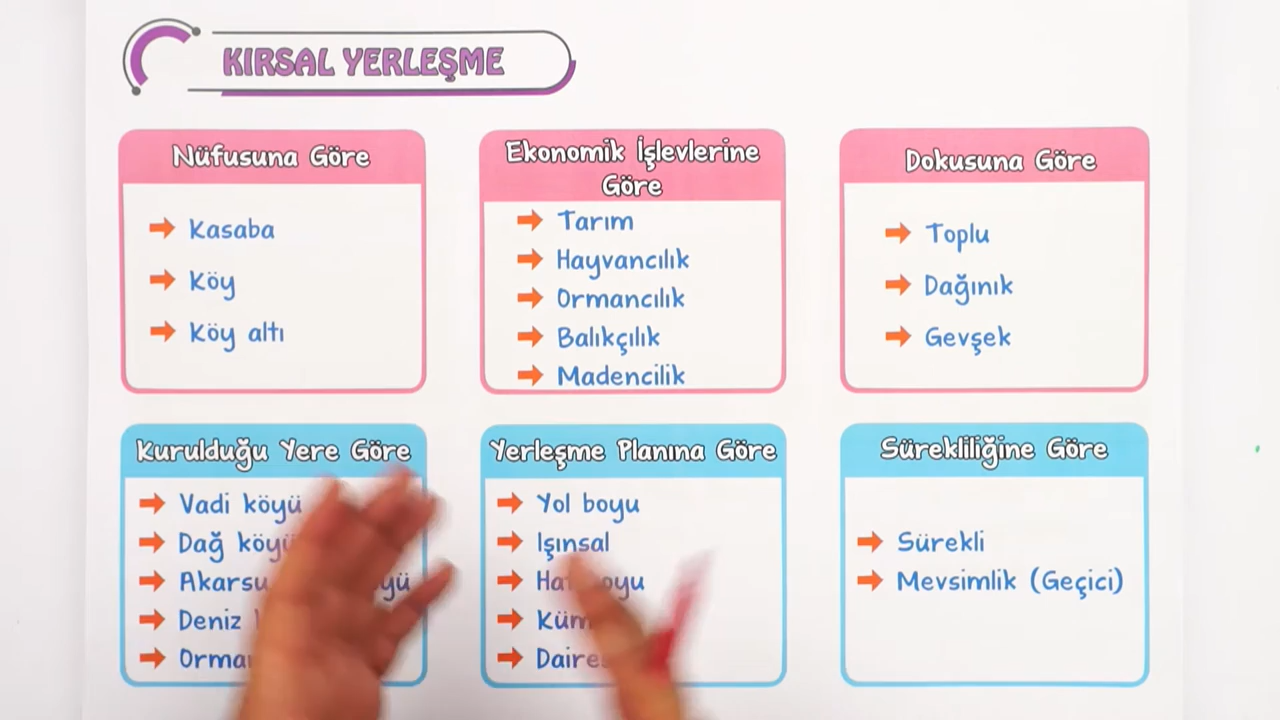 KIRSAL YERLEŞME
Nüfusuna Göre
Kasaba
Köy
Köy altı
Ekonomik İşlevlerine
Göre
Tarım
Hayvancılık
Ormancılık
Balıkçılık
Madencilik
Dokusuna Göre
Toplu
Dağınık
Gevşek
Kurulduğu Yere Göre
Vadi köyü
Dağ köyü
Deniz
Yerleşme Planına Göre
Yol boyu
Işınsal
Sürekliliğine Göre
Sürekli
Mevsimlik (Geçici)